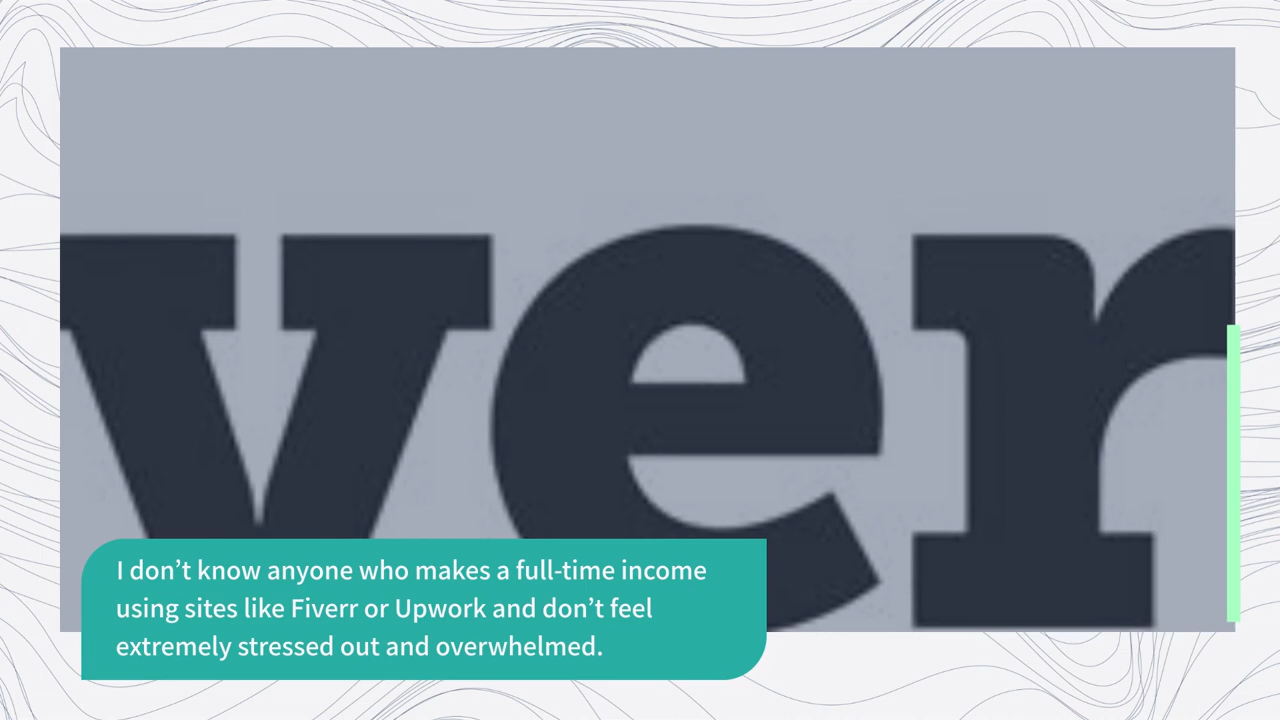 ver
I don’t know anyone who makes a full-time income
using sites like Fiverr or Upwork and don’t feel
extremely stressed out and overwhelmed.